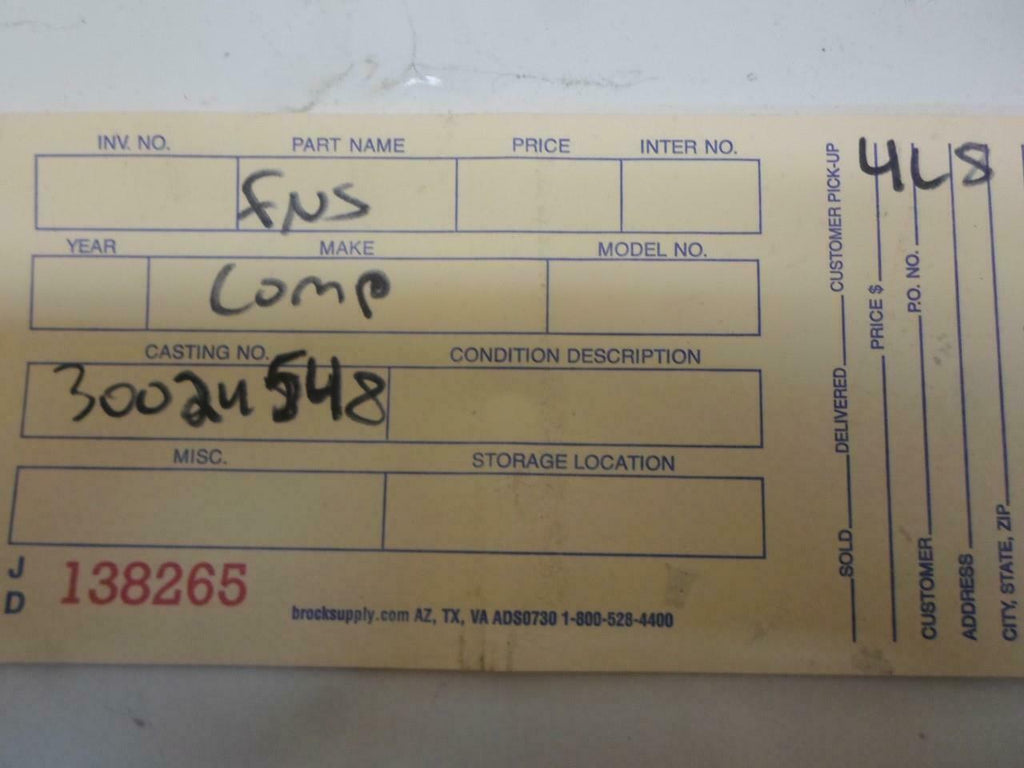 INV. NO. PART NAME PRICE INTER NO.
FNS
YEAR MAKE MODEL NO.
Comp
CASTING NO. CONDITION DESCRIPTION
30024548
MISC. STORAGE LOCATION
J
D
138265
brocksupply.com AZ, TX, VA ADS0730 1-800-528-4400
4L8
SOLD DELIVERED CUSTOMER PICK-UP
PRICE $
CUSTOMER P.O. NO.
ADDRESS
CITY, STATE, ZIP